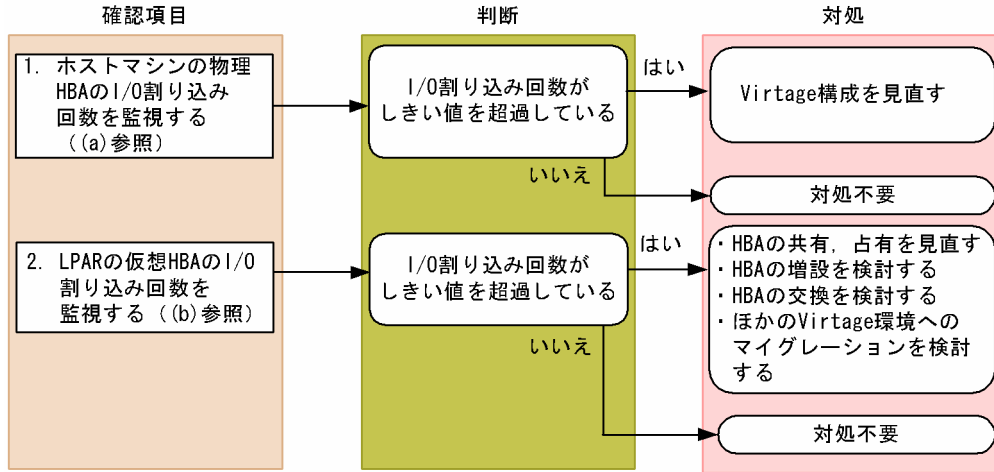 確認項目
判断
対処
1. ホストマシンの物理
HBAのI/O割り込み
回数を監視する
((a)参照)
I/O割り込み回数が
しきい値を超過している
はい
Virtage構成を見直す
いいえ
対処不要
2. LPARの仮想HBAのI/O
割り込み回数を
監視する((b)参照)
I/O割り込み回数が
しきい値を超過している
はい
・HBAの共有,占有を見直す
・HBAの増設を検討する
・HBAの交換を検討する
・ほかのVirtage環境への
マイグレーションを検討
する
いいえ
対処不要